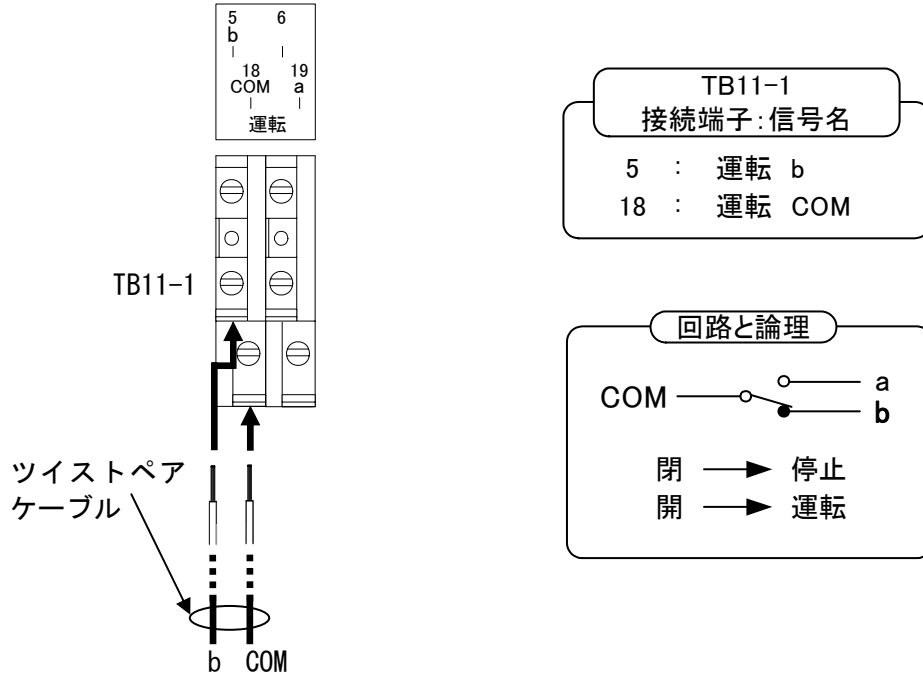 5 6
b
18 19
COM a
運転
TB11-1
接続端子:信号名
5 : 運転 b
18 : 運転 COM
TB11-1
回路と論理
COM
a
b
閉 停止
開 運転
ツイストペア
ケーブル
b COM